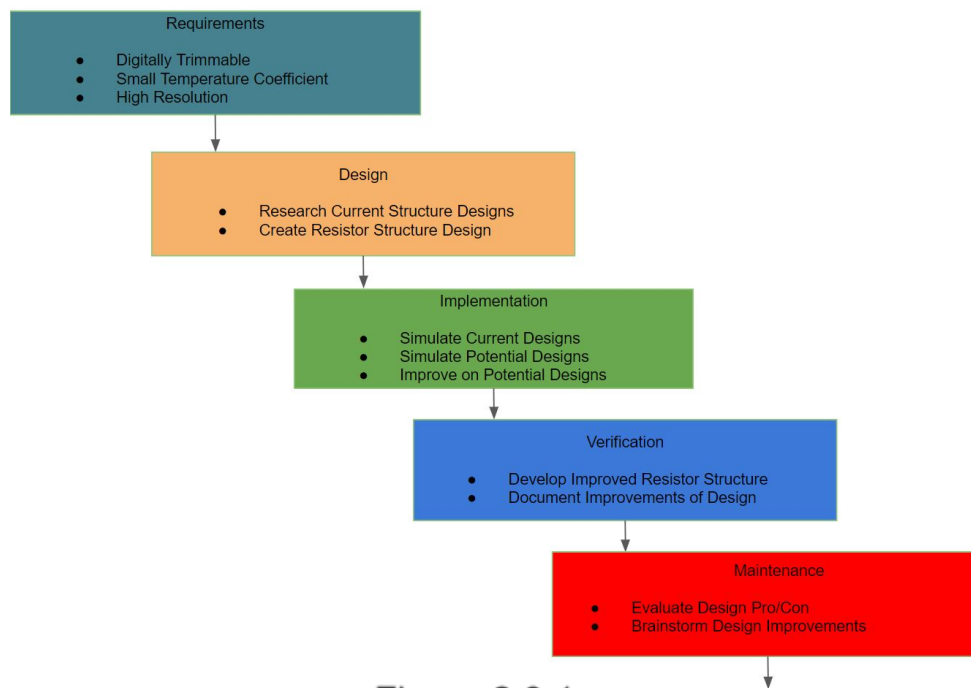 Requirements
● Digitally Trimmable
● Small Temperature Coefficient
● High Resolution
Design
● Research Current Structure Designs
● Create Resistor Structure Design
Implementation
● Simulate Current Designs
● Simulate Potential Designs
● Improve on Potential Designs
Verification
● Develop Improved Resistor Structure
● Document Improvements of Design
Maintenance
● Evaluate Design Pro/Con
● Brainstorm Design Improvements